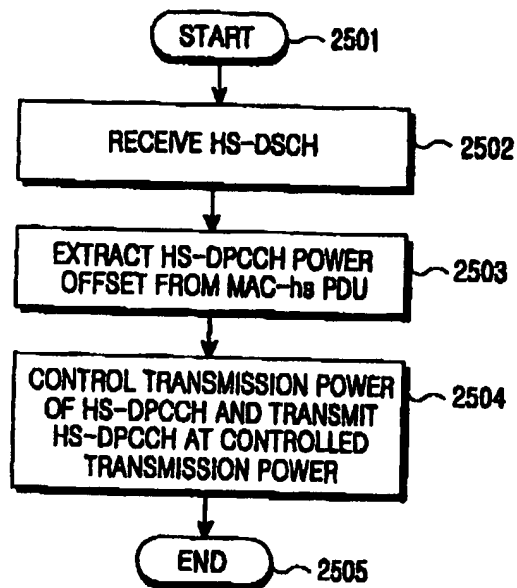 START
2501
RECEIVE HS-DSCH
2502
EXTRACT HS-DPCCH POWER
OFFSET FROM MAC-hs PDU
2503
CONTROL TRANSMISSION POWER
OF HS-DPCCH AND TRANSMIT
HS-DPCCH AT CONTROLLED
TRANSMISSION POWER
2504
END
2505